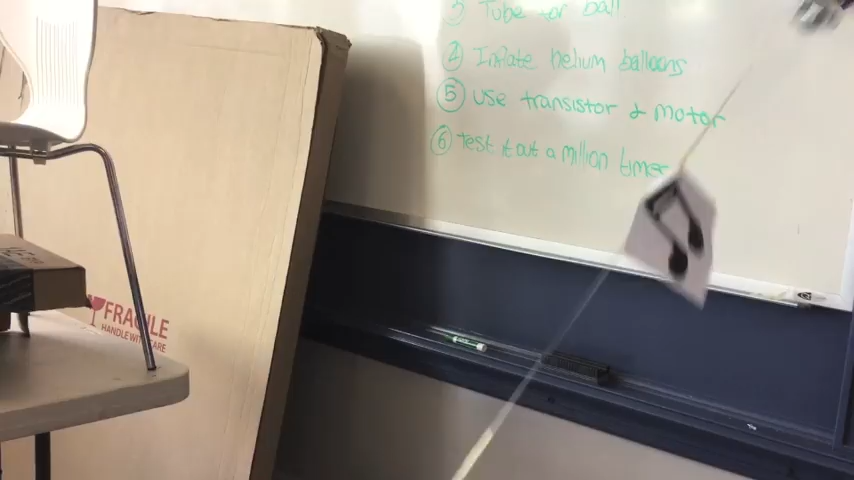 ③ Tube for ball
④ Inflate helium balloons
⑤ use transistor & motor
⑥ test it out a million times
FRAGILE
HANDLE WITH CARE